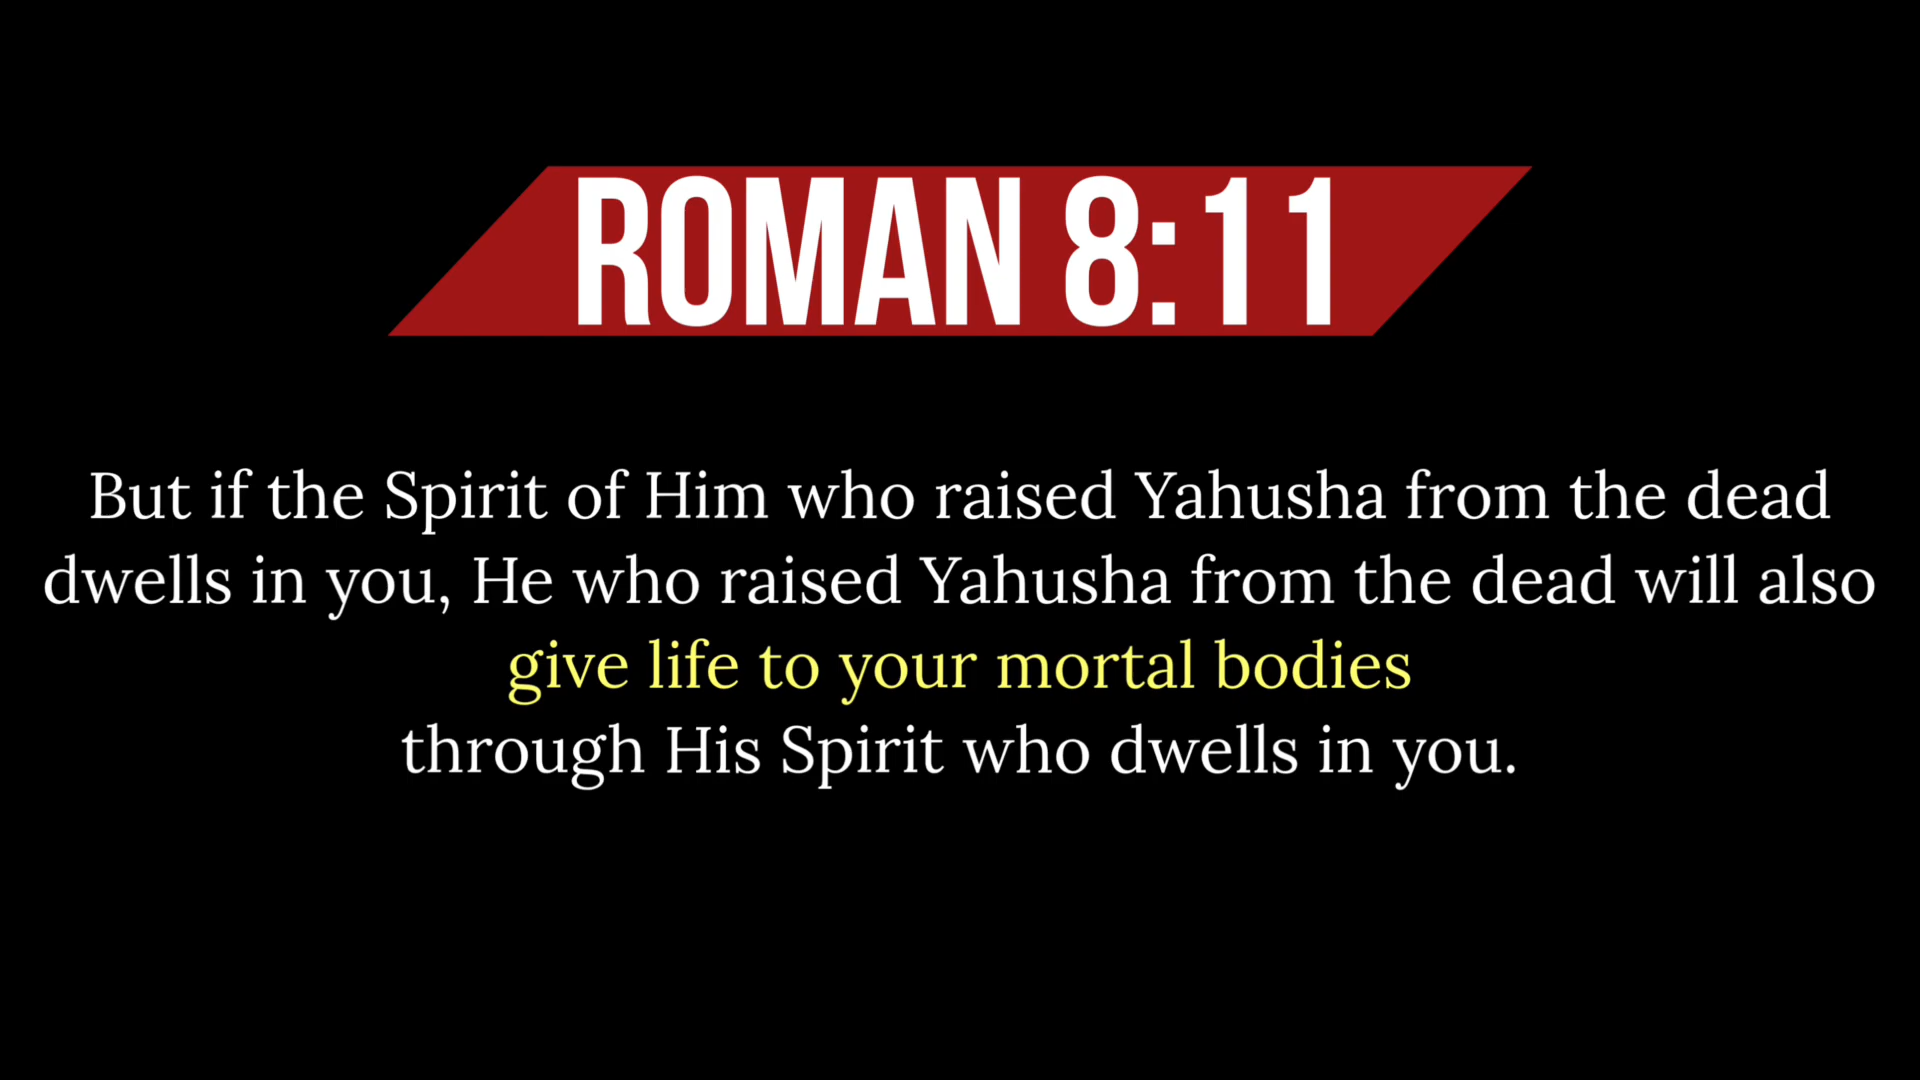 ROMAN 8:11
But if the Spirit of Him who raised Yahusha from the dead
dwells in you, He who raised Yahusha from the dead will also
give life to your mortal bodies
through His Spirit who dwells in you.